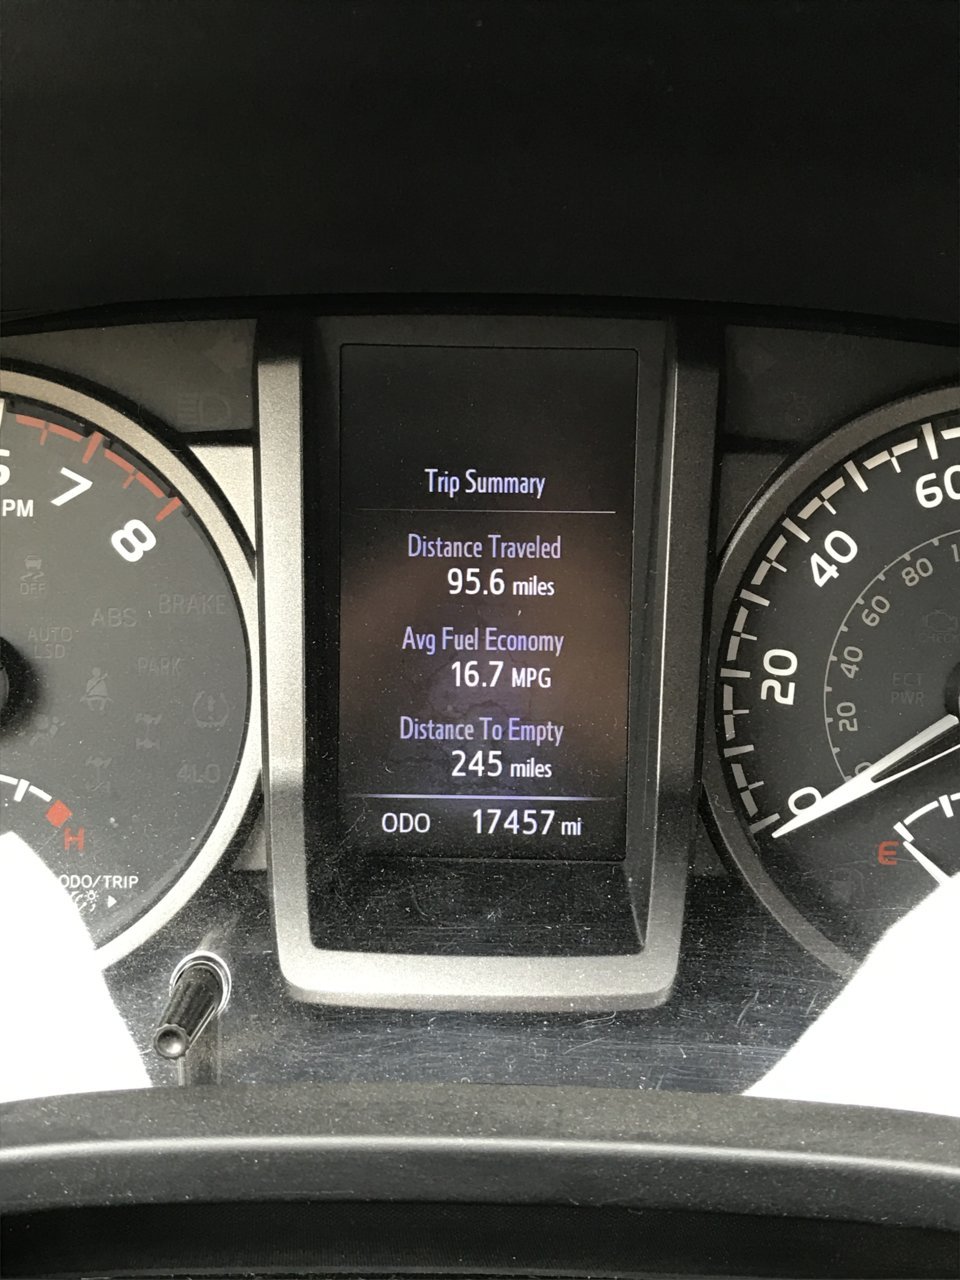 Trip Summary
Distance Traveled
95.6 miles
Avg Fuel Economy
16.7 MPG
Distance To Empty
245 miles
ODO 17457 mi
7
8
PM
OFF
ABS
BRAKE
AUTO
LSD
PARK
4LO
H
ODO/TRIP
60
40
20
0
80
60
40
20
ECT
PWR
E